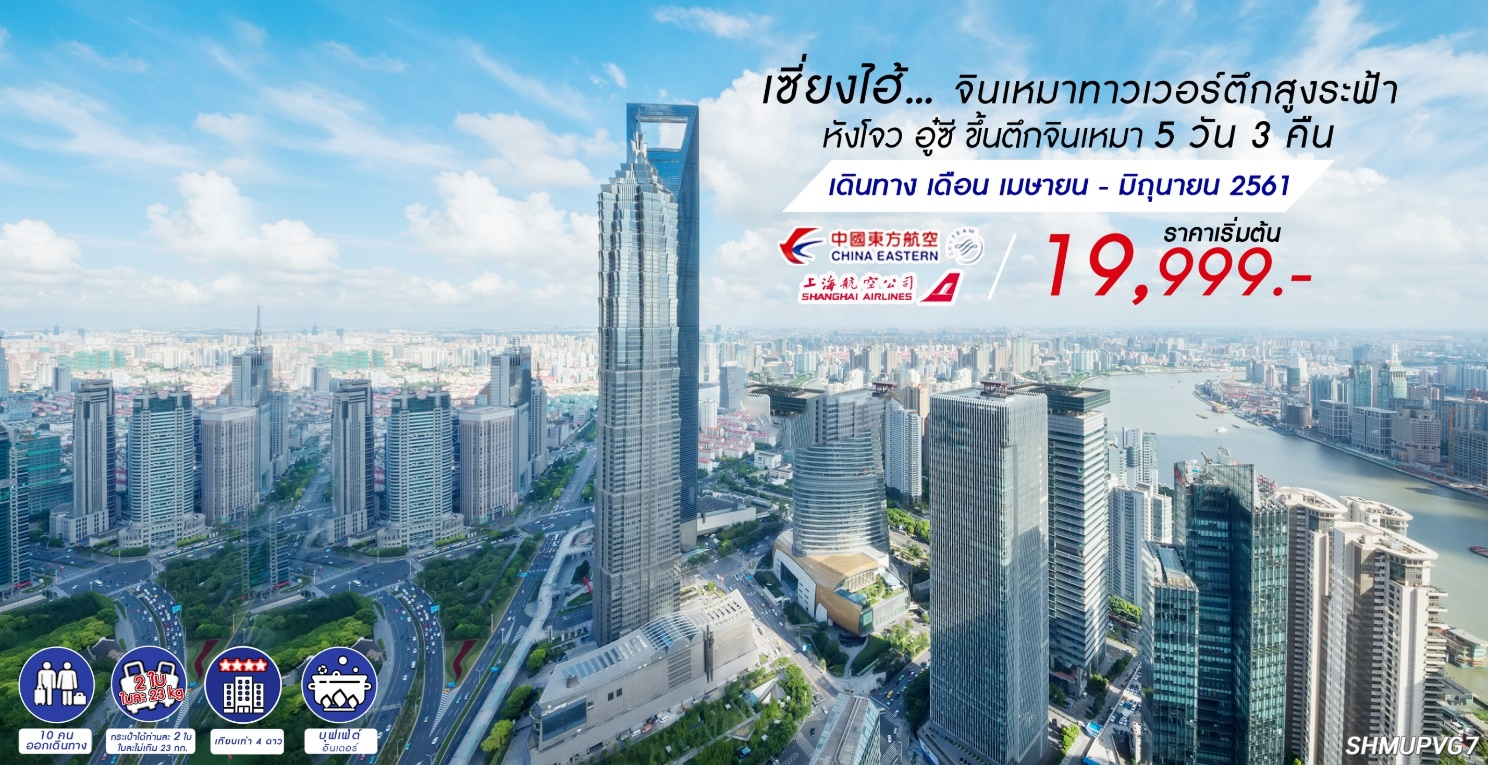 เซี่ยงไฮ้... จินเหมาทาวเวอร์ตึกสูงระฟ้า
หังโจว อู๋ซี ขึ้นตึกจินเหมา 5 วัน 3 คืน
เดินทาง เดือน เมษายน - มิถุนายน 2561
中國東方航空
CHINA EASTERN
SKYTEAM
上海航空公司
SHANGHAI AIRLINES
ราคาเริ่มต้น
19,999.-
2 ใบ
ใบละ 23 kg
10 คน
ออกเดินทาง
กระเป๋าได้ท่านละ 2 ใบ
ใบละไม่เกิน 23 กก.
เทียบเท่า 4 ดาว
บุฟเฟ่ต์
อินเตอร์
SHMUPVG7